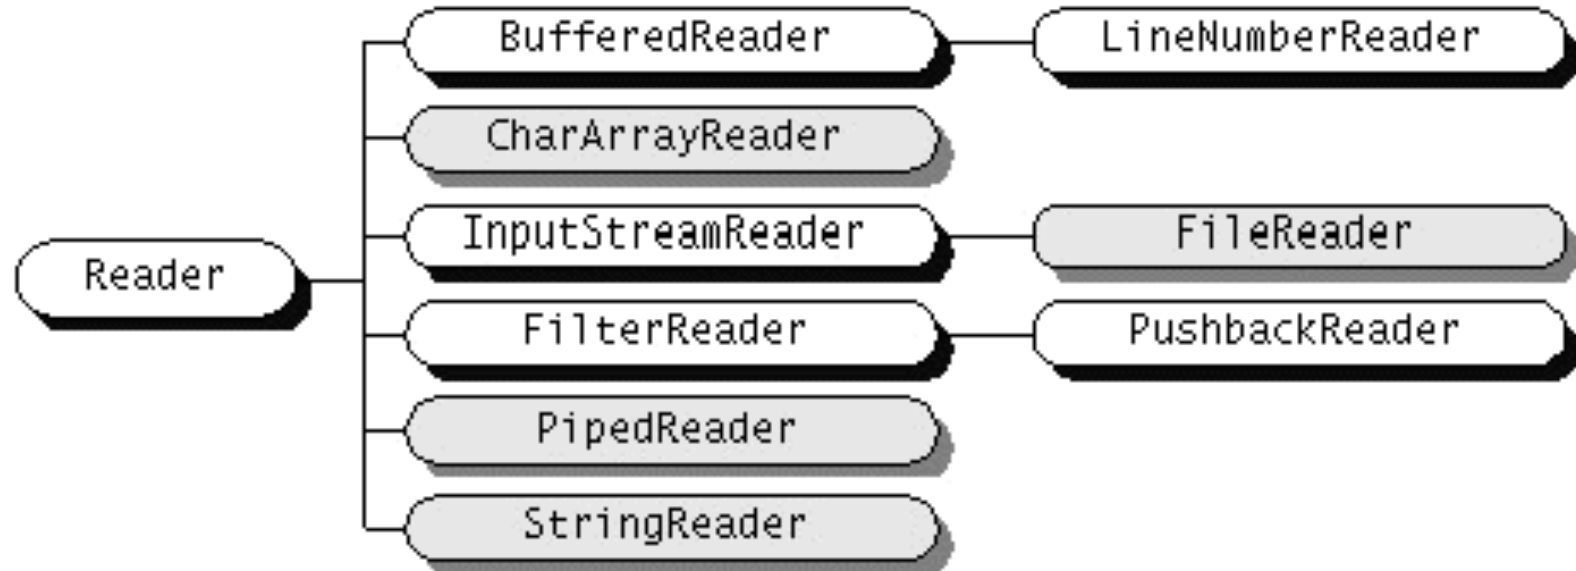 BufferedReader
LineNumberReader
CharArrayReader
InputStreamReader
FileReader
Reader
FilterReader
PushbackReader
PipedReader
StringReader